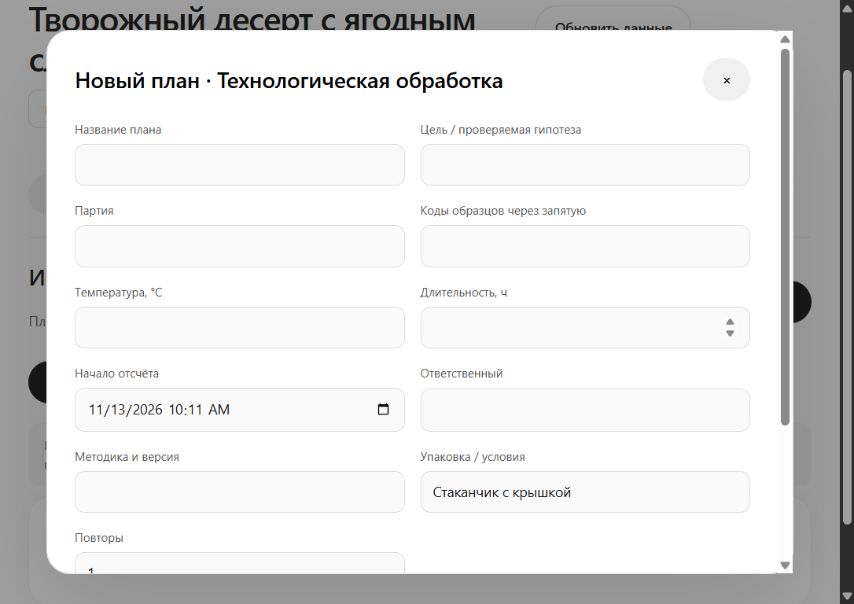 Творожный десерт с ягодным
Обновить данные
Новый план · Технологическая обработка
×
Название плана
Цель / проверяемая гипотеза
Партия
Коды образцов через запятую
Температура, °C
Длительность, ч
Начало отсчёта
Ответственный
11/13/2026 10:11 AM
Методика и версия
Упаковка / условия
Стаканчик с крышкой
Повторы
1